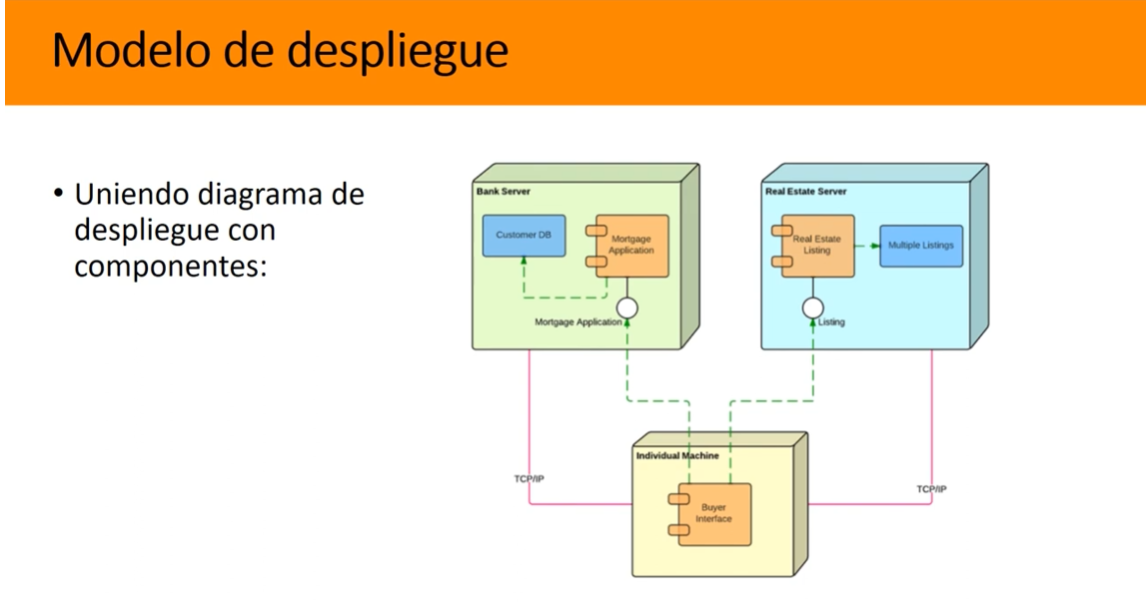 Modelo de despliegue
• Uniendo diagrama de
despliegue con
componentes:
Bank Server
Customer DB
Mortgage
Application
Mortgage Application
Real Estate Server
Real Estate
Listing
Multiple Listings
Listing
Individual Machine
TCP/IP
TCP/IP
Buyer
Interface